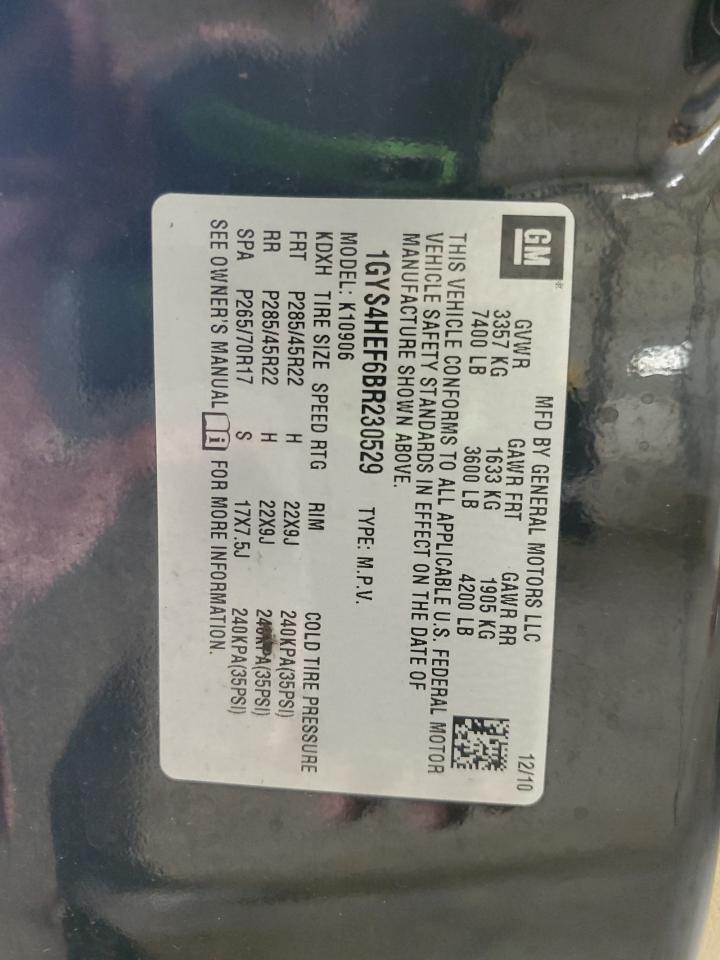 GM
MFD BY GENERAL MOTORS LLC 12/10
GVWR GAWR FRT GAWR RR
3357 KG 1633 KG 1905 KG
7400 LB 3600 LB 4200 LB
THIS VEHICLE CONFORMS TO ALL APPLICABLE U.S. FEDERAL MOTOR
VEHICLE SAFETY STANDARDS IN EFFECT ON THE DATE OF
MANUFACTURE SHOWN ABOVE.
1GYS4HEF6BR230529 TYPE: M.P.V.
MODEL: K10906
KDXH TIRE SIZE SPEED RTG RIM COLD TIRE PRESSURE
FRT P285/45R22 H 22X9J 240KPA(35PSI)
RR P285/45R22 H 22X9J 240KPA(35PSI)
SPA P265/70R17 S 17X7.5J 240KPA(35PSI)
SEE OWNER'S MANUAL i FOR MORE INFORMATION.